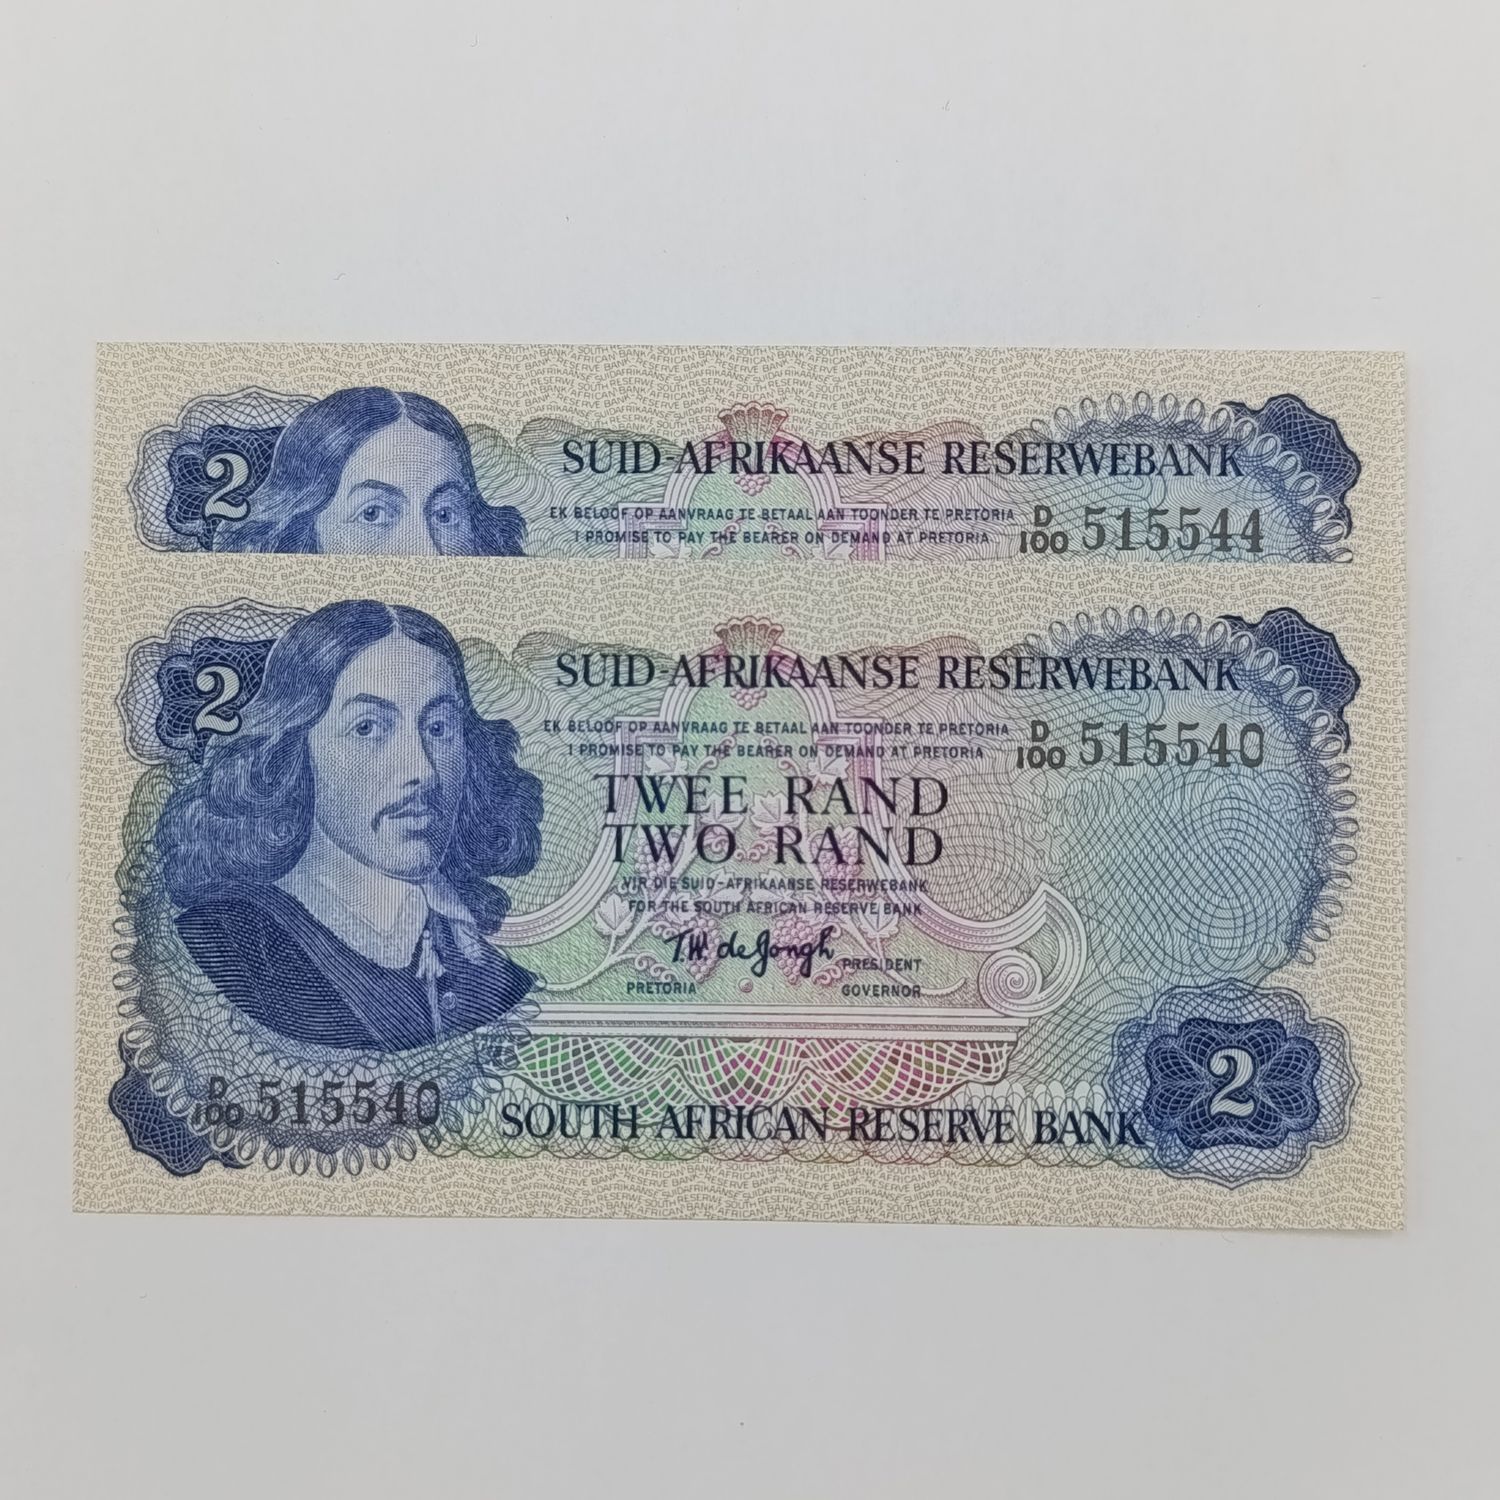 2
SUID-AFRIKAANSE RESERWEBANK
EK BELOOF OP AANVRAAG TE BETAAL AAN TOONDER TE PRETORIA
I PROMISE TO PAY THE BEARER ON DEMAND AT PRETORIA
D/100 515544
2
SUID-AFRIKAANSE RESERWEBANK
EK BELOOF OP AANVRAAG TE BETAAL AAN TOONDER TE PRETORIA
I PROMISE TO PAY THE BEARER ON DEMAND AT PRETORIA
D/100 515540
TWEE RAND
TWO RAND
VIR DIE SUID-AFRIKAANSE RESERWEBANK
FOR THE SOUTH AFRICAN RESERVE BANK
T.W. de Jongh
PRESIDENT
PRETORIA GOVERNOR
D/100 515540
SOUTH AFRICAN RESERVE BANK
2